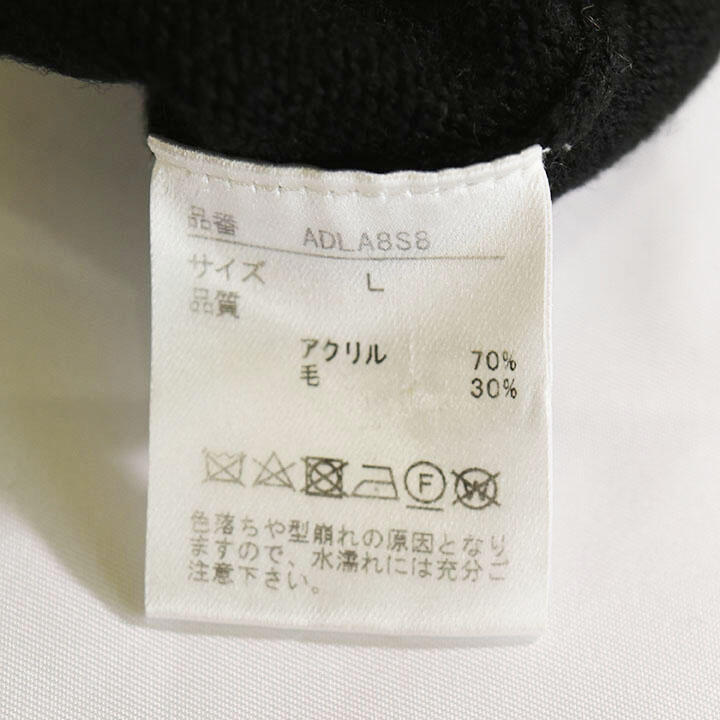 品番 ADLA8S8
サイズ L
品質
アクリル 70%
毛 30%
F W
色落ちや型崩れの原因となり
ますので、水濡れには充分ご
注意下さい。